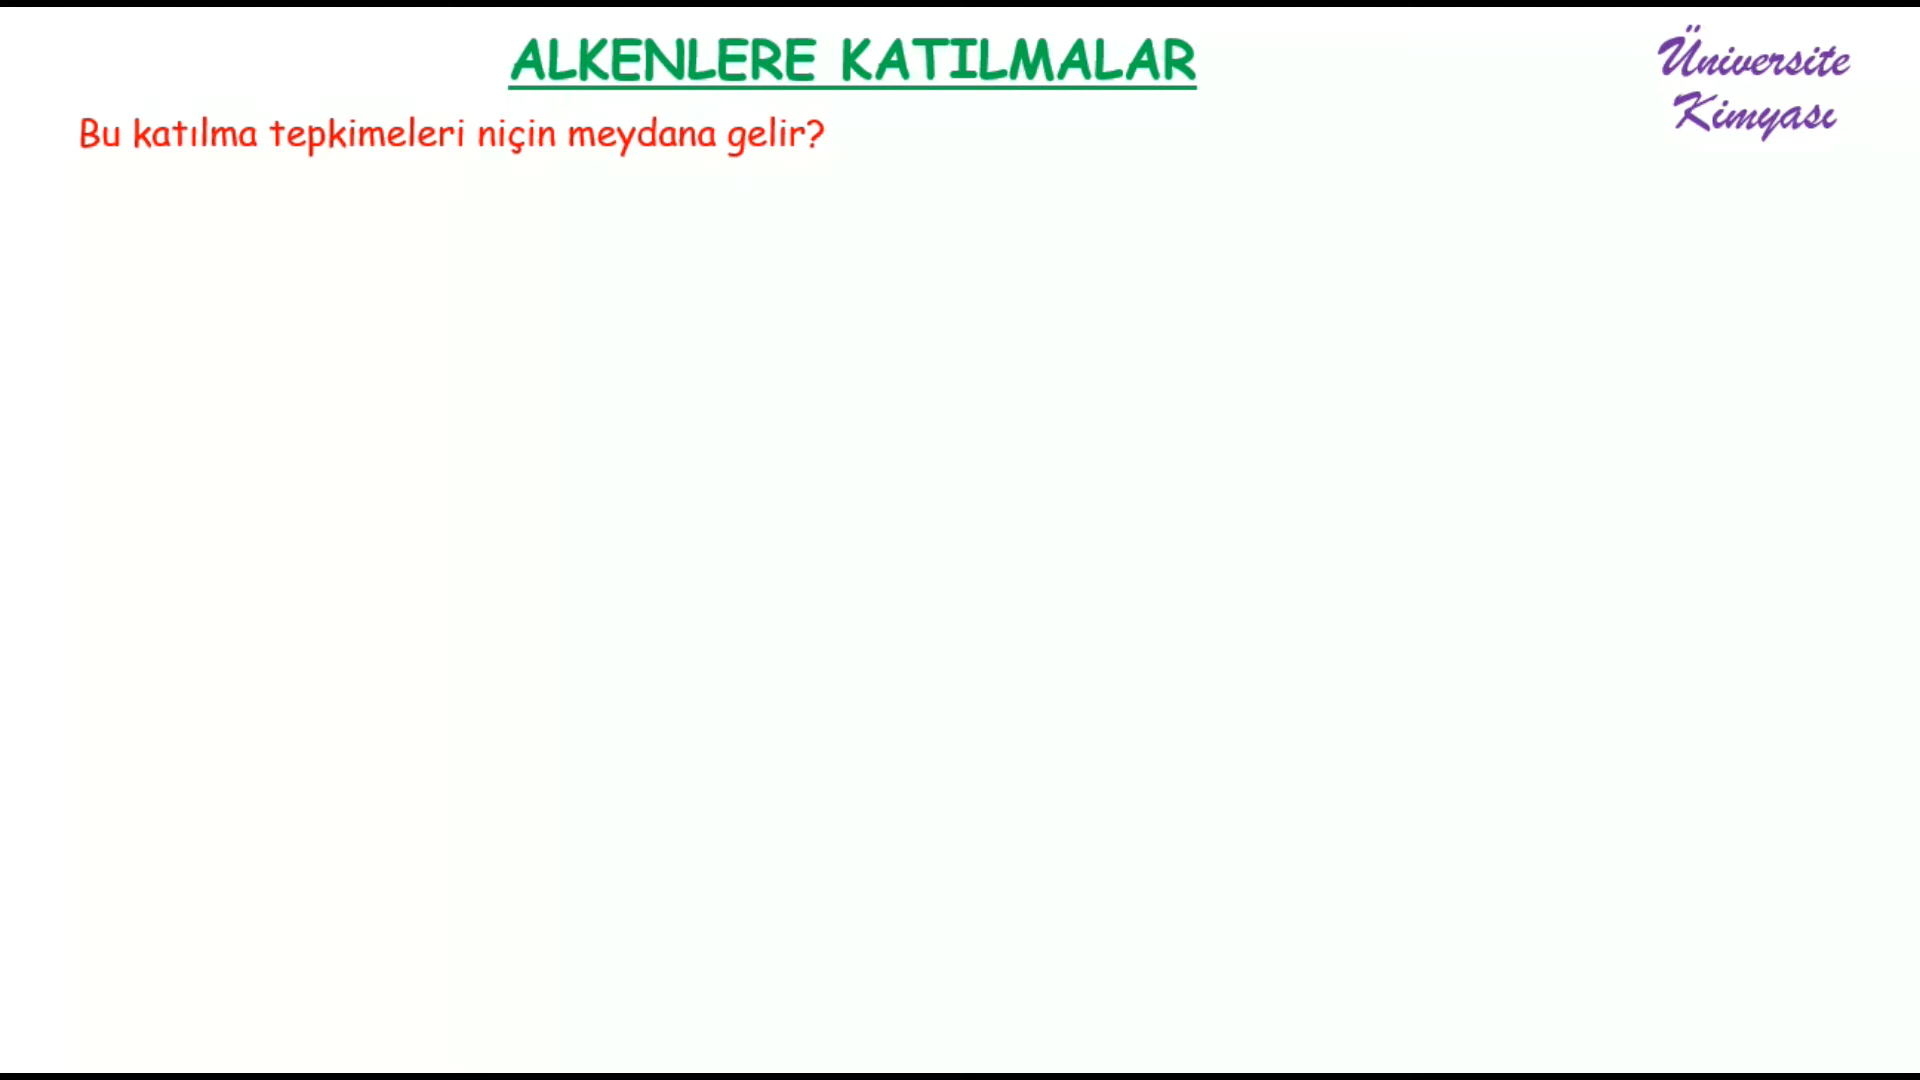 ALKENLERE KATILMALAR
Üniversite
Kimyası
Bu katılma tepkimeleri niçin meydana gelir?